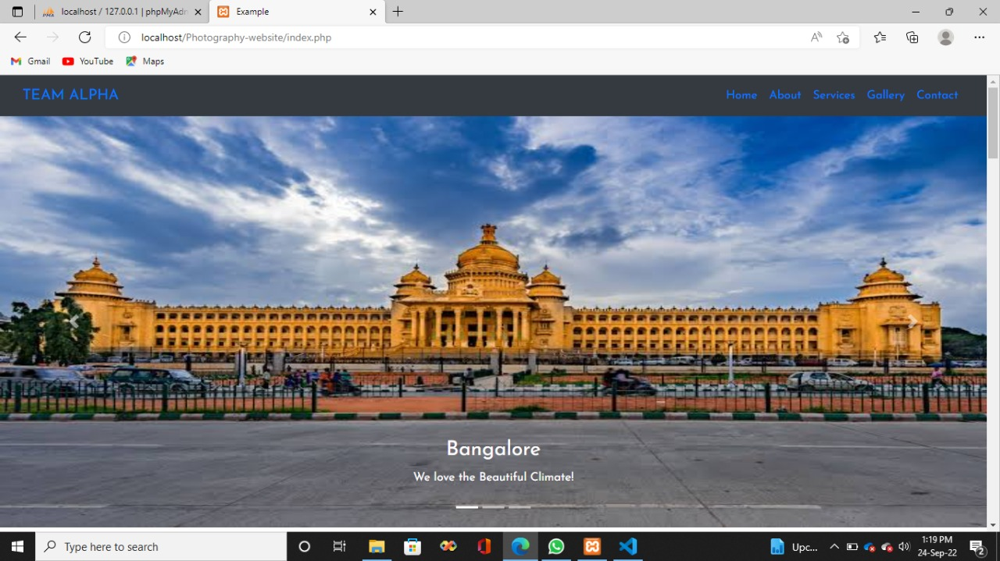 localhost / 127.0.0.1 | phpMyAdn
Example
localhost/Photography-website/index.php
Gmail
YouTube
Maps
TEAM ALPHA
Home
About
Services
Gallery
Contact
Bangalore
We love the Beautiful Climate!
Type here to search
Upc...
1:19 PM
24-Sep-22
2